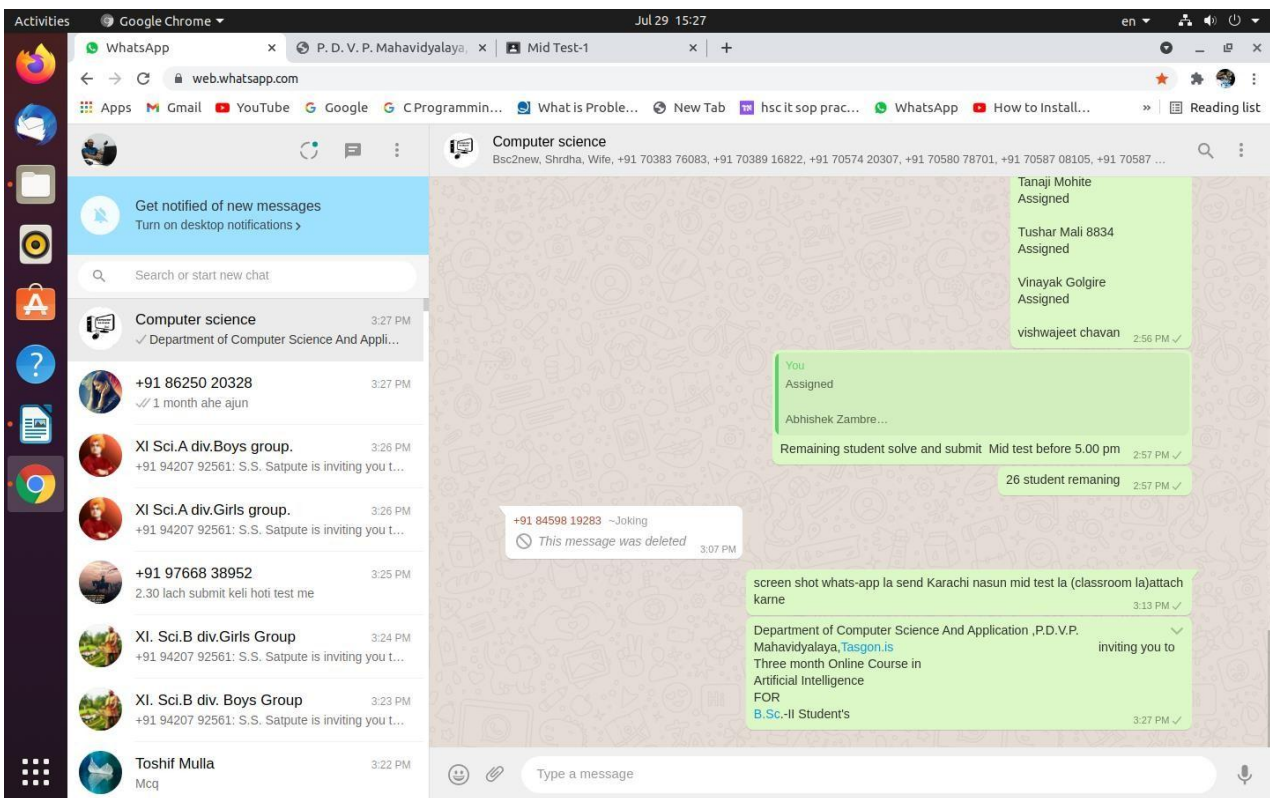 Activities
Google Chrome
Jul 29 15:27
en
WhatsApp
P. D. V. P. Mahavidyalaya,
Mid Test-1
web.whatsapp.com
Apps
Gmail
YouTube
Google
C Programmin...
What is Proble...
New Tab
hsc it sop prac...
WhatsApp
How to Install...
»
Reading list
Get notified of new messages
Turn on desktop notifications >
Search or start new chat
Computer science 3:27 PM
Department of Computer Science And Appli...
+91 86250 20328 3:27 PM
1 month ahe ajun
XI Sci.A div.Boys group. 3:26 PM
+91 94207 92561: S.S. Satpute is inviting you t...
XI Sci.A div.Girls group. 3:26 PM
+91 94207 92561: S.S. Satpute is inviting you t...
+91 97668 38952 3:25 PM
2.30 lach submit keli hoti test me
XI. Sci.B div.Girls Group 3:24 PM
+91 94207 92561: S.S. Satpute is inviting you t...
XI. Sci.B div. Boys Group 3:23 PM
+91 94207 92561: S.S. Satpute is inviting you t...
Toshif Mulla 3:22 PM
Mcq
Computer science
Bsc2new, Shrdha, Wife, +91 70383 76083, +91 70389 16822, +91 70574 20307, +91 70580 78701, +91 70587 08105, +91 70587 ...
Tanaji Mohite
Assigned
Tushar Mali 8834
Assigned
Vinayak Golgire
Assigned
vishwajeet chavan 2:56 PM
You
Assigned
Abhishek Zambre...
Remaining student solve and submit Mid test before 5.00 pm 2:57 PM
26 student remaning 2:57 PM
+91 84598 19283 ~Joking
This message was deleted 3:07 PM
screen shot whats-app la send Karachi nasun mid test la (classroom la)attach
karne 3:13 PM
Department of Computer Science And Application ,P.D.V.P.
Mahavidyalaya,Tasgon.is inviting you to
Three month Online Course in
Artificial Intelligence
FOR
B.Sc.-II Student's 3:27 PM
Type a message